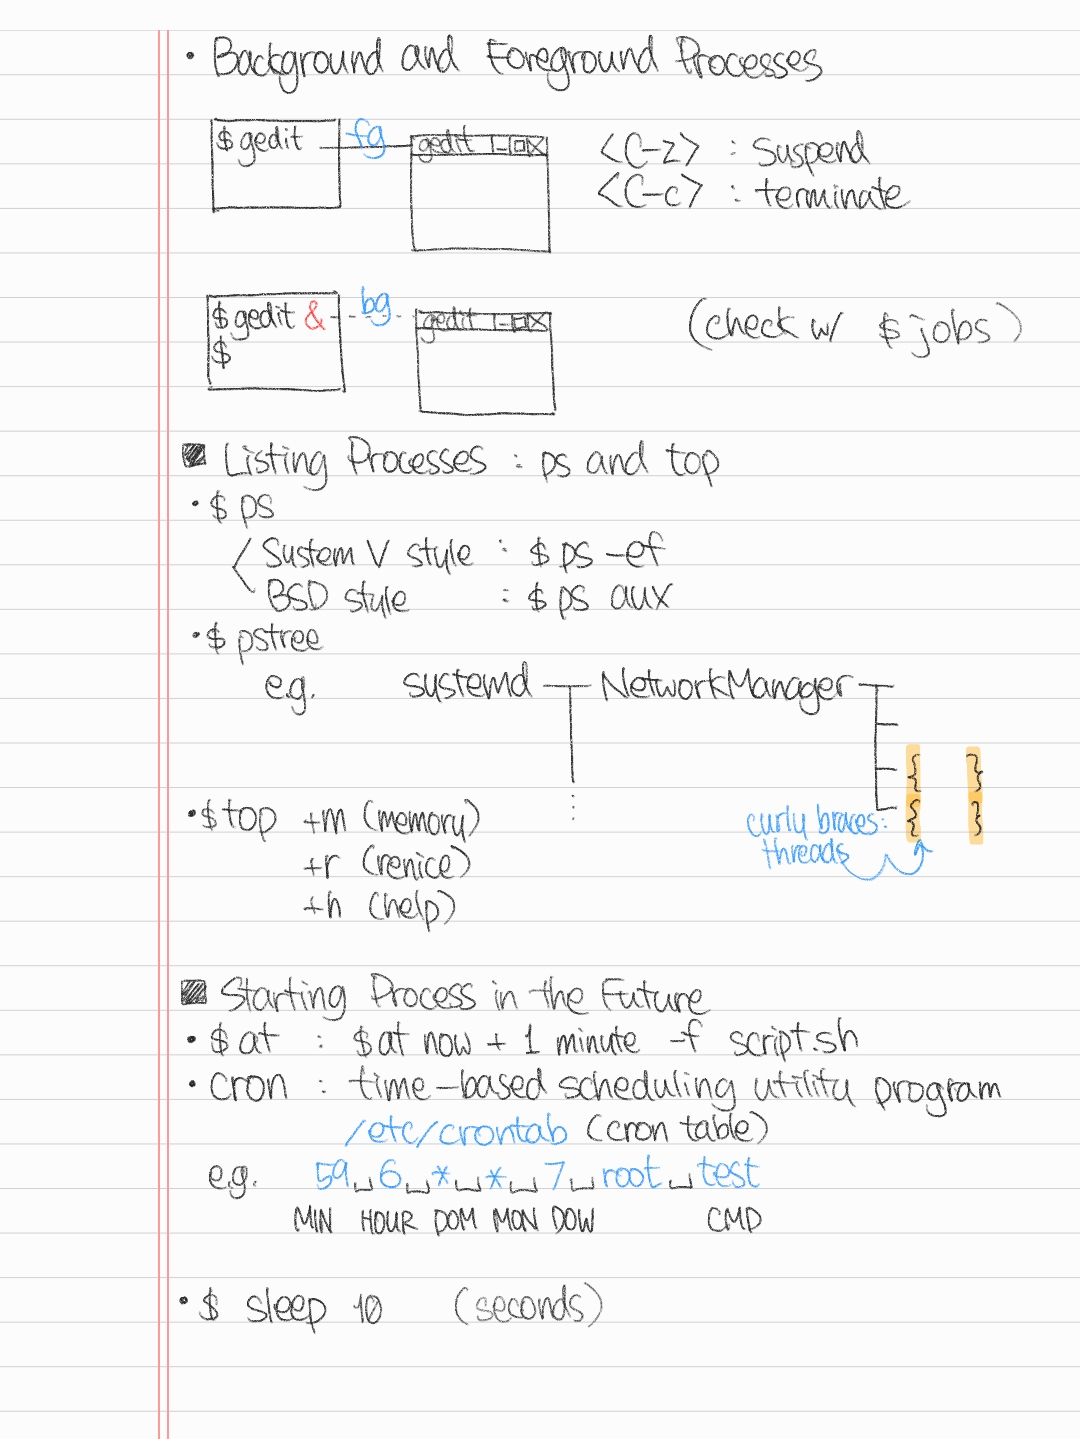 • Background and Foreground Processes
$ gedit fg gedit
<C-z> : Suspend
<C-c> : terminate
$ gedit & bg gedit
$
(check w/ $ jobs)
■ Listing Processes : ps and top
• $ ps
System V style : $ ps -ef
BSD style : $ ps aux
• $ pstree
e.g. systemd NetworkManager
{ }
{ }
curly braces:
threads
• $ top +m (memory)
+r (renice)
+h (help)
■ Starting Process in the Future
• $ at : $ at now + 1 minute -f script.sh
• cron : time-based scheduling utility program
/etc/crontab (cron table)
e.g. 59␣6␣*␣*␣7␣root␣test
MIN HOUR DOM MON DOW CMD
• $ sleep 10 (seconds)